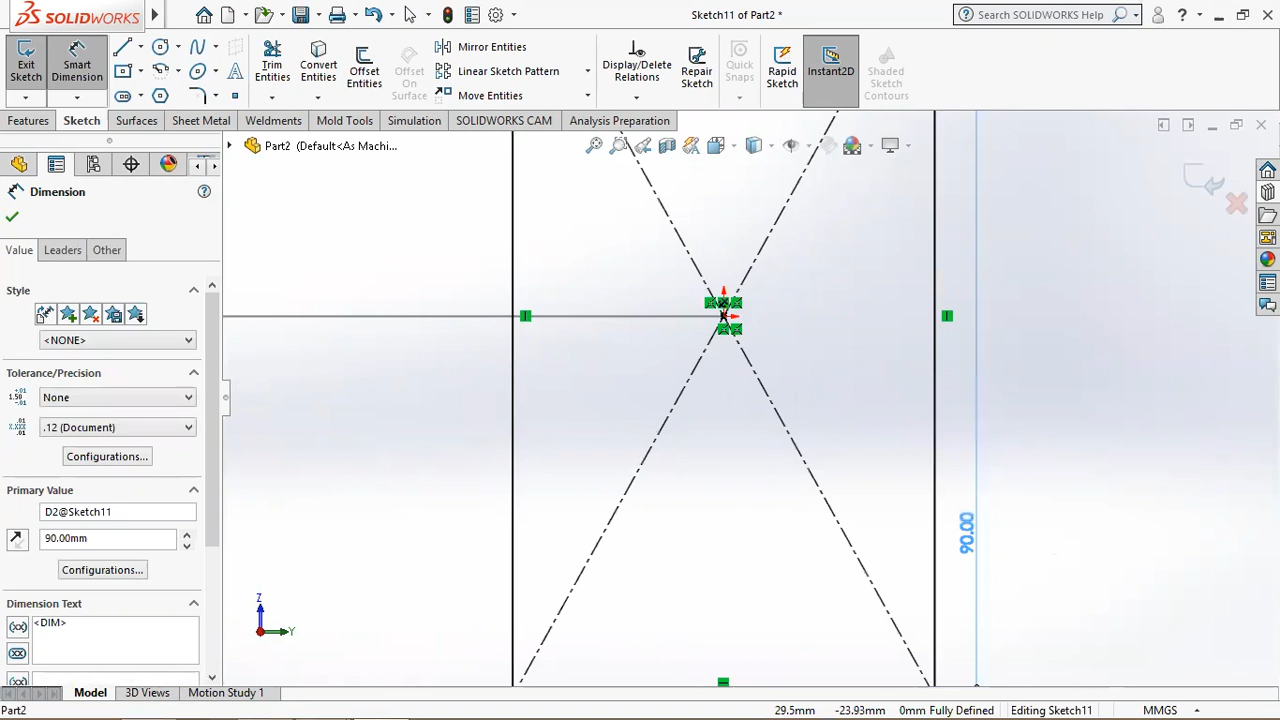 SOLIDWORKS
Sketch11 of Part2 *
Search SOLIDWORKS Help
?
Exit Sketch
Smart Dimension
Trim Entities
Convert Entities
Offset Entities
Offset On Surface
Mirror Entities
Linear Sketch Pattern
Move Entities
Display/Delete Relations
Repair Sketch
Quick Snaps
Rapid Sketch
Instant2D
Shaded Sketch Contours
Features
Sketch
Surfaces
Sheet Metal
Weldments
Mold Tools
Simulation
SOLIDWORKS CAM
Analysis Preparation
Part2 (Default<As Machi...
Dimension
Value
Leaders
Other
Style
<NONE>
Tolerance/Precision
None
.12 (Document)
Configurations...
Primary Value
D2@Sketch11
90.00mm
Configurations...
Dimension Text
<DIM>
90.00
Z
Y
Model
3D Views
Motion Study 1
Part2
29.5mm
-23.93mm
0mm Fully Defined
Editing Sketch11
MMGS